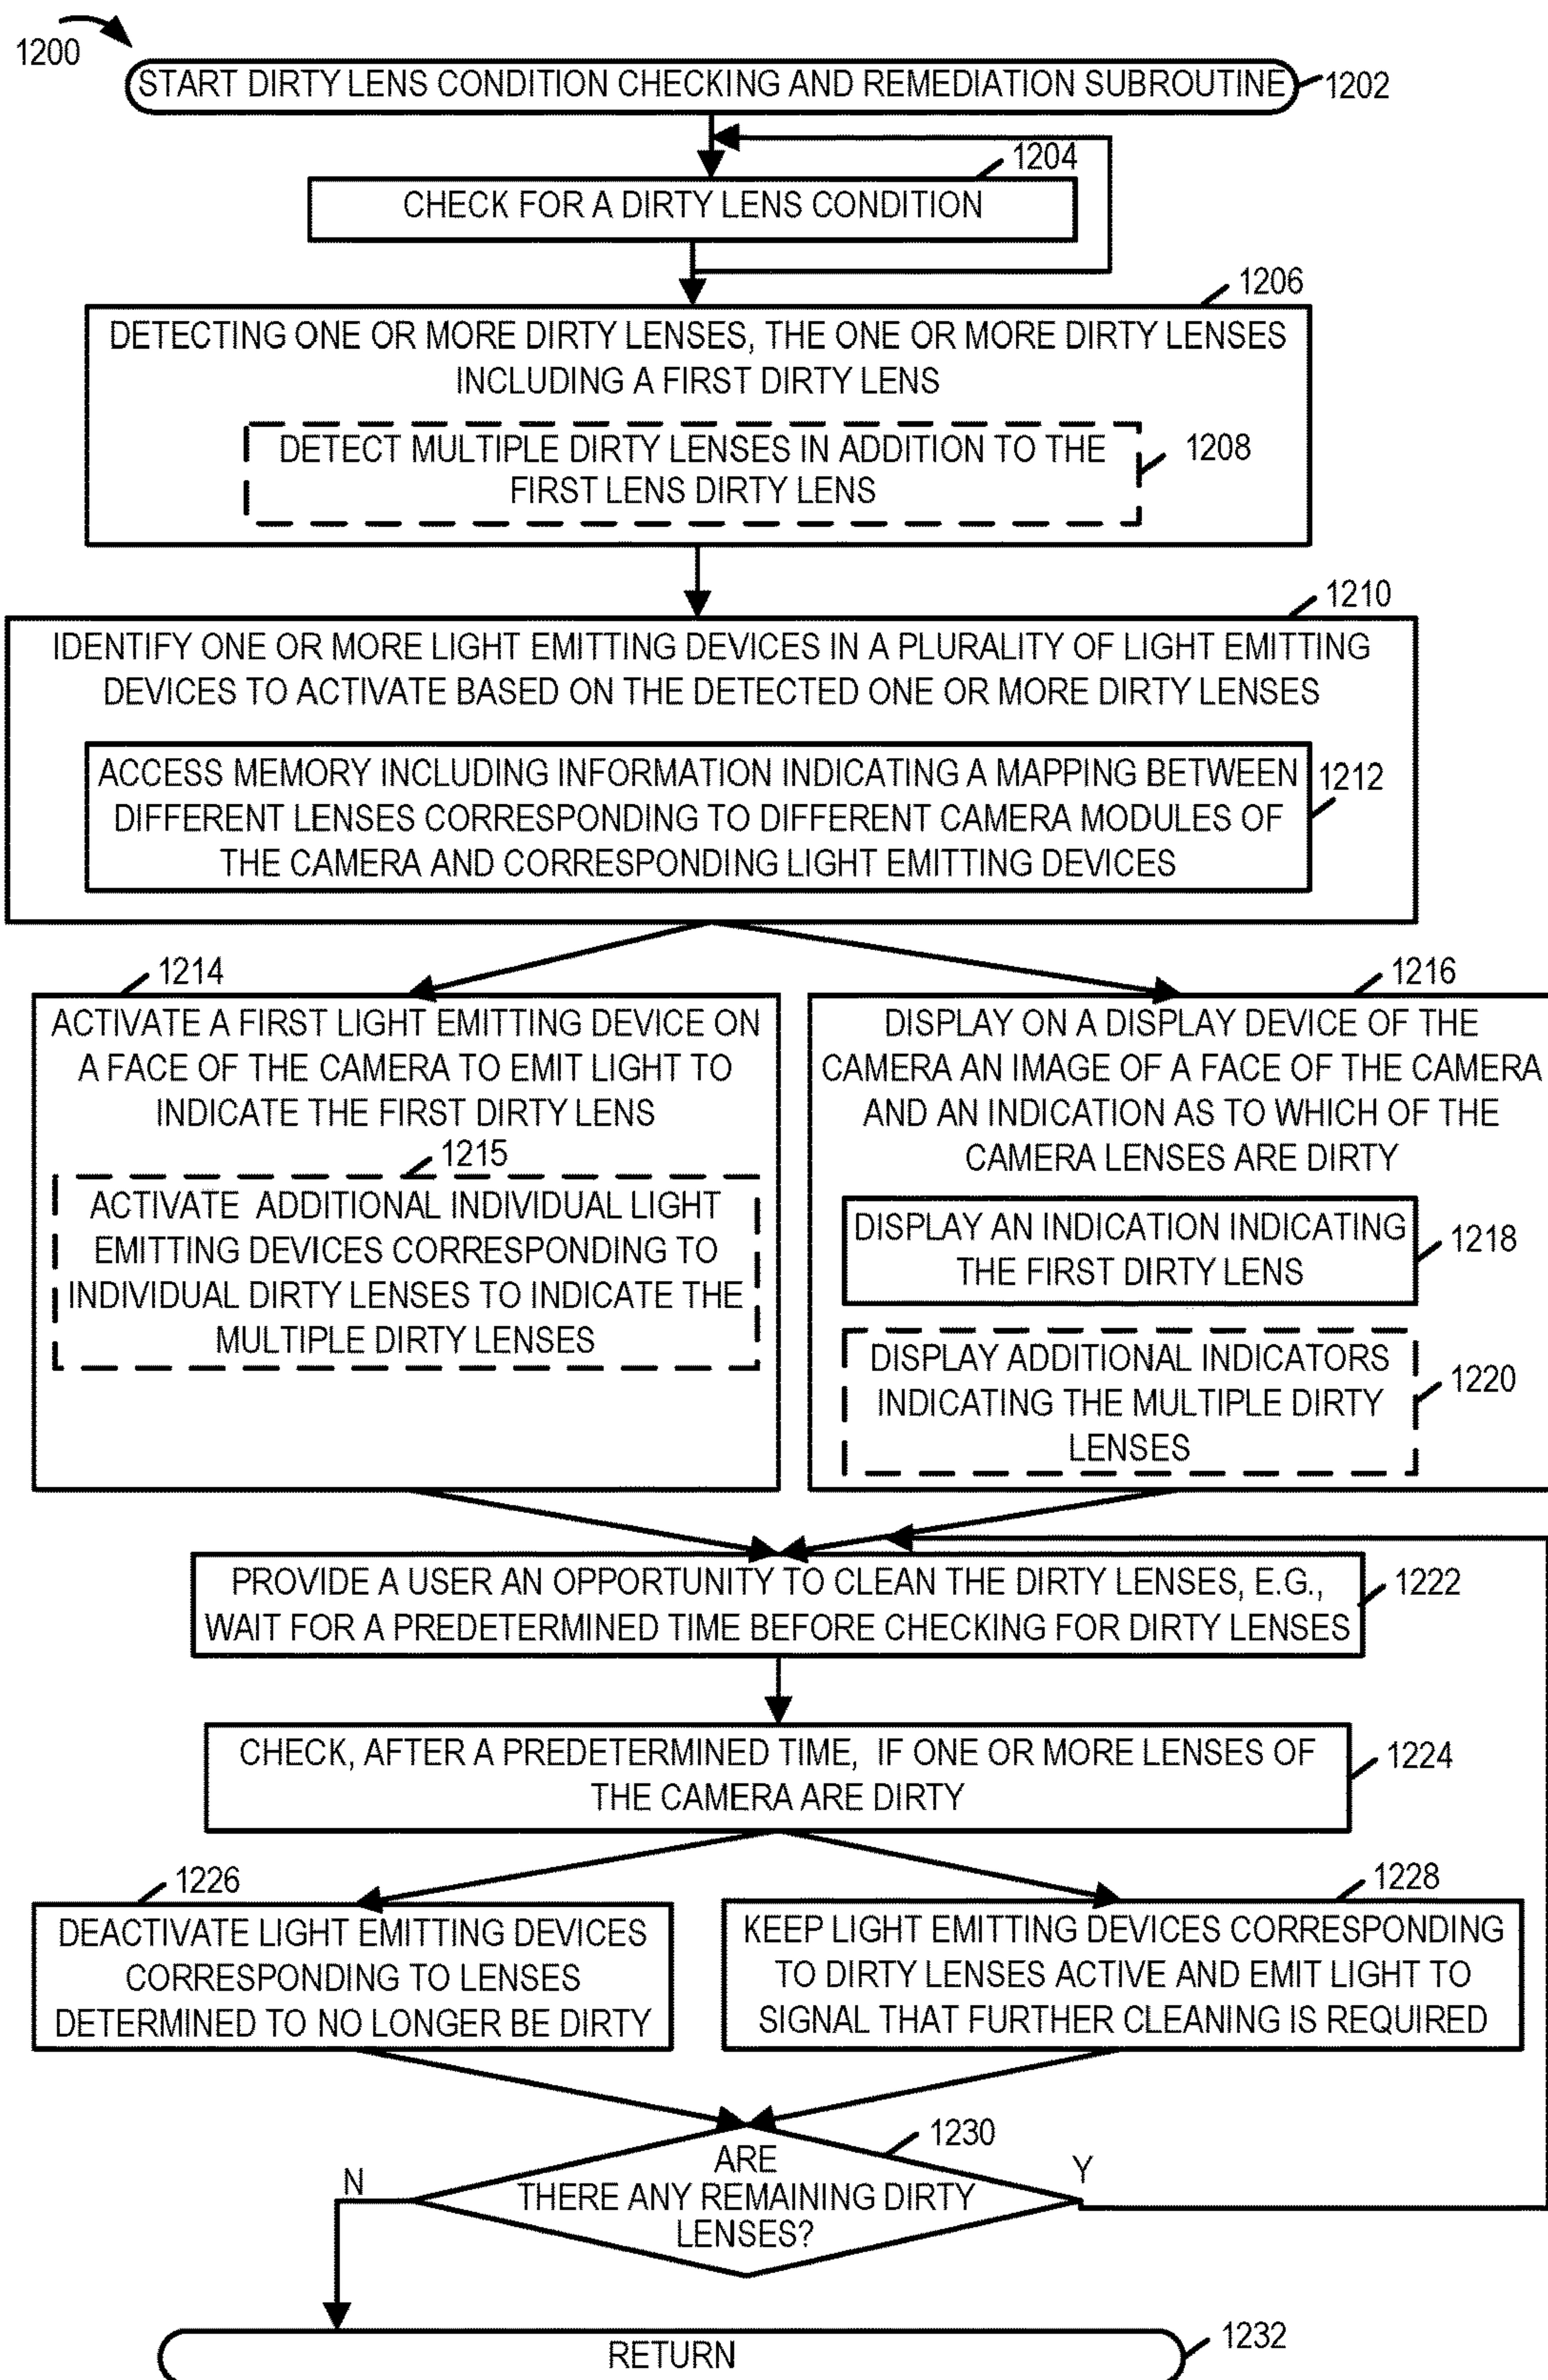 1200
START DIRTY LENS CONDITION CHECKING AND REMEDIATION SUBROUTINE
1202
1204
CHECK FOR A DIRTY LENS CONDITION
1206
DETECTING ONE OR MORE DIRTY LENSES, THE ONE OR MORE DIRTY LENSES
INCLUDING A FIRST DIRTY LENS
DETECT MULTIPLE DIRTY LENSES IN ADDITION TO THE
FIRST LENS DIRTY LENS
1208
1210
IDENTIFY ONE OR MORE LIGHT EMITTING DEVICES IN A PLURALITY OF LIGHT EMITTING
DEVICES TO ACTIVATE BASED ON THE DETECTED ONE OR MORE DIRTY LENSES
ACCESS MEMORY INCLUDING INFORMATION INDICATING A MAPPING BETWEEN
DIFFERENT LENSES CORRESPONDING TO DIFFERENT CAMERA MODULES OF
THE CAMERA AND CORRESPONDING LIGHT EMITTING DEVICES
1212
1214
ACTIVATE A FIRST LIGHT EMITTING DEVICE ON
A FACE OF THE CAMERA TO EMIT LIGHT TO
INDICATE THE FIRST DIRTY LENS
1215
ACTIVATE ADDITIONAL INDIVIDUAL LIGHT
EMITTING DEVICES CORRESPONDING TO
INDIVIDUAL DIRTY LENSES TO INDICATE THE
MULTIPLE DIRTY LENSES
1216
DISPLAY ON A DISPLAY DEVICE OF THE
CAMERA AN IMAGE OF A FACE OF THE CAMERA
AND AN INDICATION AS TO WHICH OF THE
CAMERA LENSES ARE DIRTY
DISPLAY AN INDICATION INDICATING
THE FIRST DIRTY LENS
1218
DISPLAY ADDITIONAL INDICATORS
INDICATING THE MULTIPLE DIRTY
LENSES
1220
PROVIDE A USER AN OPPORTUNITY TO CLEAN THE DIRTY LENSES, E.G.,
WAIT FOR A PREDETERMINED TIME BEFORE CHECKING FOR DIRTY LENSES
1222
CHECK, AFTER A PREDETERMINED TIME, IF ONE OR MORE LENSES OF
THE CAMERA ARE DIRTY
1224
1226
DEACTIVATE LIGHT EMITTING DEVICES
CORRESPONDING TO LENSES
DETERMINED TO NO LONGER BE DIRTY
1228
KEEP LIGHT EMITTING DEVICES CORRESPONDING
TO DIRTY LENSES ACTIVE AND EMIT LIGHT TO
SIGNAL THAT FURTHER CLEANING IS REQUIRED
1230
ARE
THERE ANY REMAINING DIRTY
LENSES?
N
Y
RETURN
1232